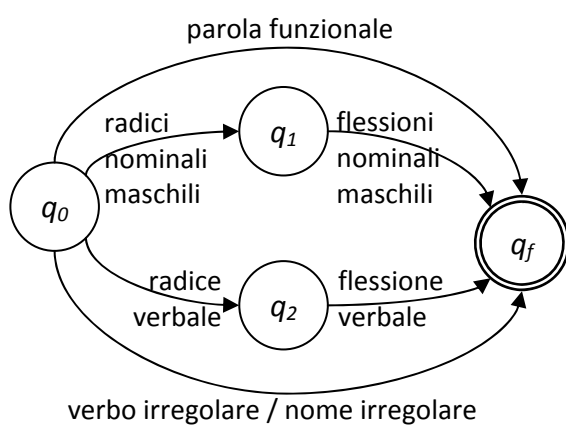 parola funzionale
radici
nominali
maschili
q1
flessioni
nominali
maschili
q0
qf
radice
verbale
q2
flessione
verbale
verbo irregolare / nome irregolare